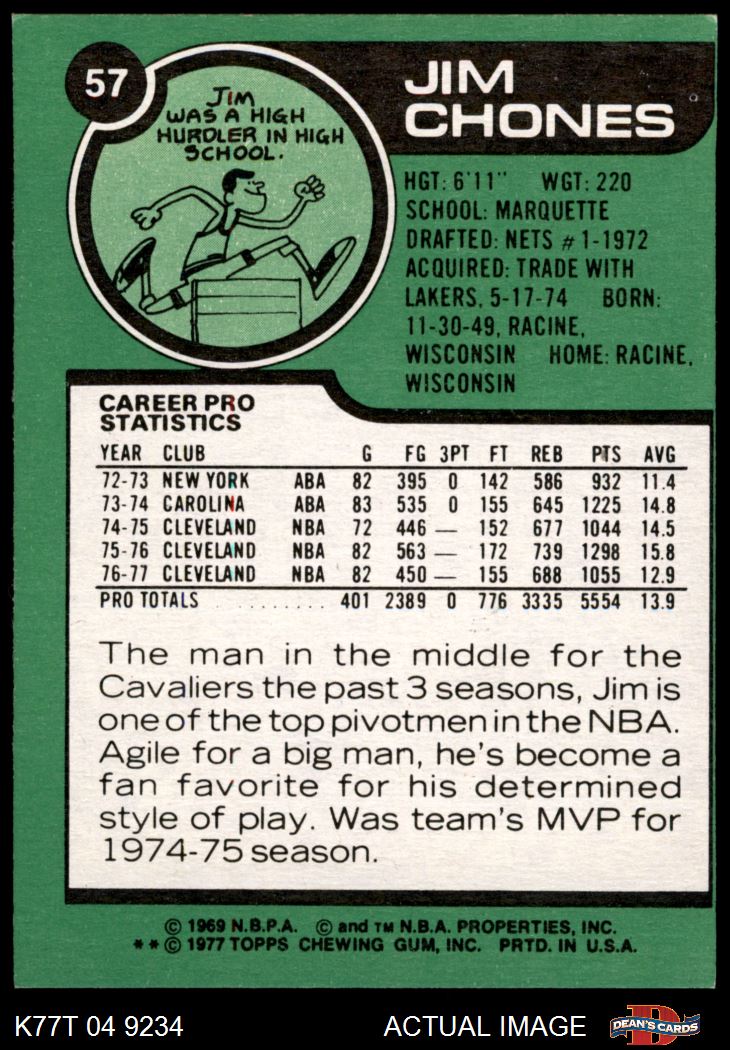 57
JIM
WAS A HIGH
HURDLER IN HIGH
SCHOOL.
JIM
CHONES
HGT: 6'11" WGT: 220
SCHOOL: MARQUETTE
DRAFTED: NETS #1-1972
ACQUIRED: TRADE WITH
LAKERS, 5-17-74 BORN:
11-30-49, RACINE,
WISCONSIN HOME: RACINE,
WISCONSIN
CAREER PRO
STATISTICS
YEAR CLUB G FG 3PT FT REB PTS AVG
72-73 NEW YORK ABA 82 395 0 142 586 932 11.4
73-74 CAROLINA ABA 83 535 0 155 645 1225 14.8
74-75 CLEVELAND NBA 72 446 — 152 677 1044 14.5
75-76 CLEVELAND NBA 82 563 — 172 739 1298 15.8
76-77 CLEVELAND NBA 82 450 — 155 688 1055 12.9
PRO TOTALS .......... 401 2389 0 776 3335 5554 13.9
The man in the middle for the
Cavaliers the past 3 seasons, Jim is
one of the top pivotmen in the NBA.
Agile for a big man, he's become a
fan favorite for his determined
style of play. Was team's MVP for
1974-75 season.
© 1969 N.B.P.A. © and TM N.B.A. PROPERTIES, INC.
**© 1977 TOPPS CHEWING GUM, INC. PRTD. IN U.S.A.
K77T 04 9234 ACTUAL IMAGE D DEAN'S CARDS